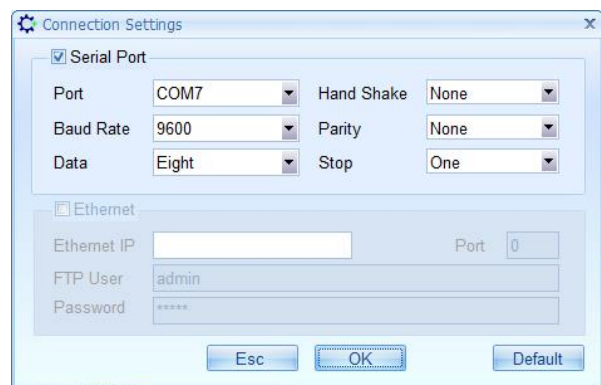 Connection Settings x
Serial Port
Port COM7 Hand Shake None
Baud Rate 9600 Parity None
Data Eight Stop One
Ethernet
Ethernet IP Port 0
FTP User admin
Password *****
Esc OK Default